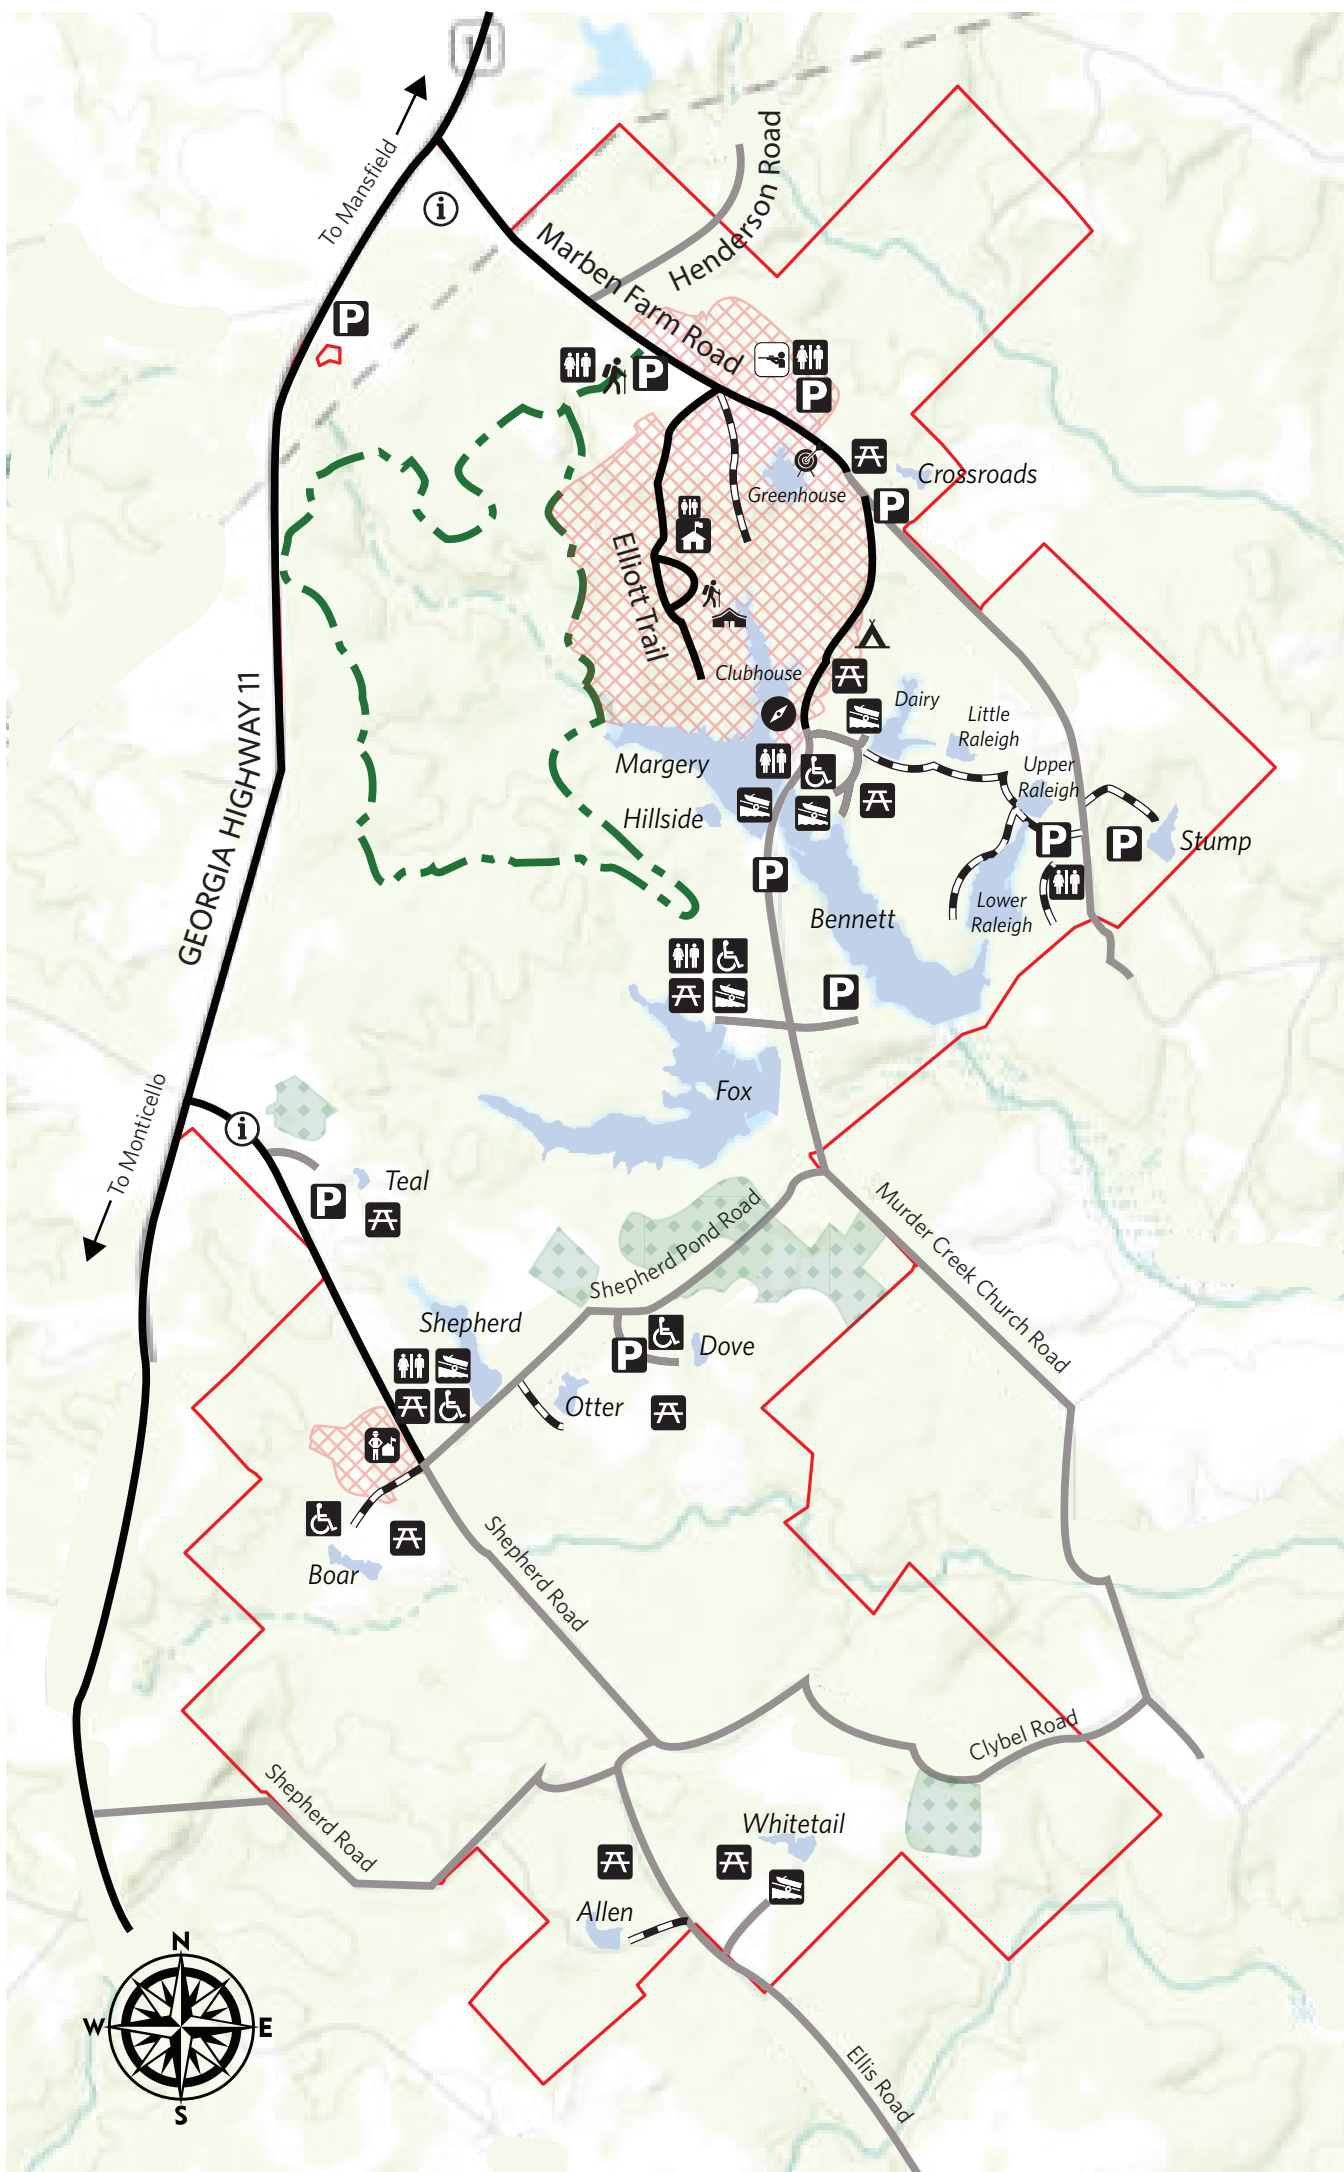 11
To Mansfield
i
Henderson Road
Marben Farm Road
P
P
P
Greenhouse
Crossroads
P
Elliott Trail
Clubhouse
GEORGIA HIGHWAY 11
Dairy
Little
Raleigh
Margery
Upper
Raleigh
Hillside
P
P
Stump
P
Bennett
Lower
Raleigh
P
Fox
To Monticello
i
Teal
P
Murder Creek Church Road
Shepherd Pond Road
Shepherd
P
Dove
Otter
Shepherd Road
Boar
Clybel Road
Shepherd Road
Whitetail
Allen
N
W
E
S
Ellis Road